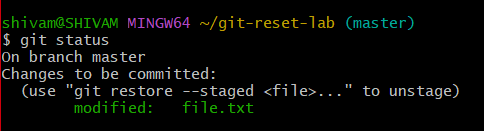 shivam@SHIVAM MINGW64 ~/git-reset-lab (master)
$ git status
On branch master
Changes to be committed:
  (use "git restore --staged <file>..." to unstage)
        modified:   file.txt